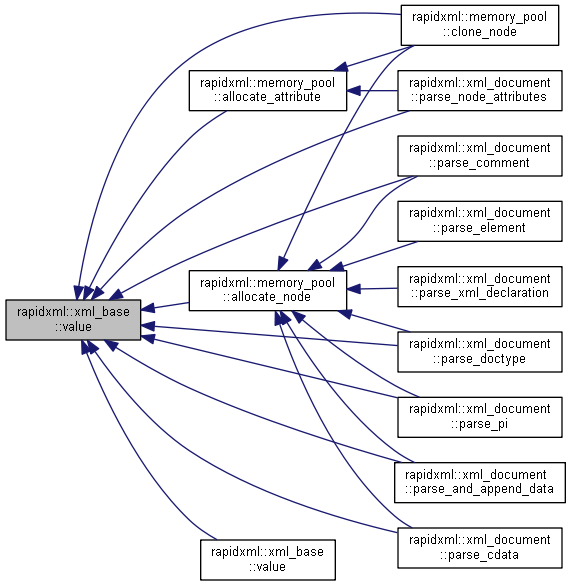 rapidxml::memory_pool
::clone_node
rapidxml::memory_pool
::allocate_attribute
rapidxml::xml_document
::parse_node_attributes
rapidxml::xml_document
::parse_comment
rapidxml::xml_document
::parse_element
rapidxml::memory_pool
::allocate_node
rapidxml::xml_document
::parse_xml_declaration
rapidxml::xml_base
::value
rapidxml::xml_document
::parse_doctype
rapidxml::xml_document
::parse_pi
rapidxml::xml_document
::parse_and_append_data
rapidxml::xml_document
::parse_cdata
rapidxml::xml_base
::value